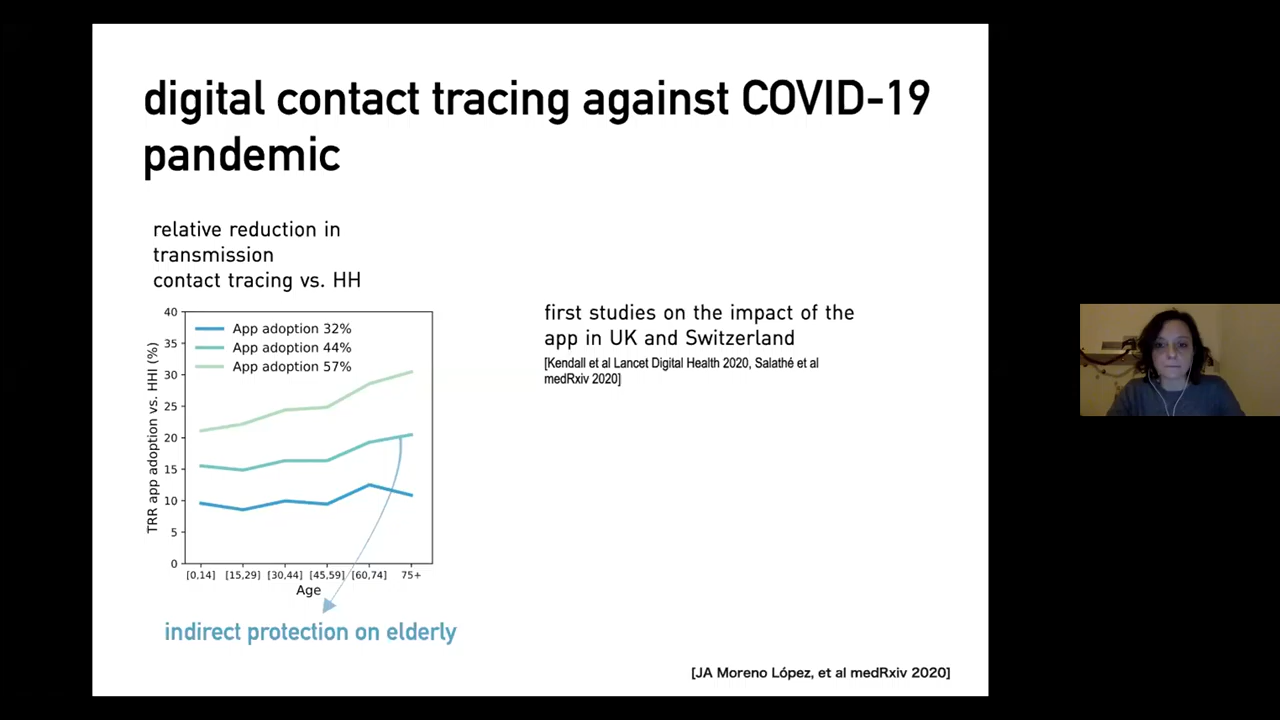 digital contact tracing against COVID-19
pandemic
relative reduction in
transmission
contact tracing vs. HH
TRR app adoption vs. HHI (%)
40
35
30
25
20
15
10
5
0
App adoption 32%
App adoption 44%
App adoption 57%
[0,14] [15,29] [30,44] [45,59] [60,74] 75+
Age
indirect protection on elderly
first studies on the impact of the
app in UK and Switzerland
[Kendall et al Lancet Digital Health 2020, Salathé et al
medRxiv 2020]
[JA Moreno López, et al medRxiv 2020]